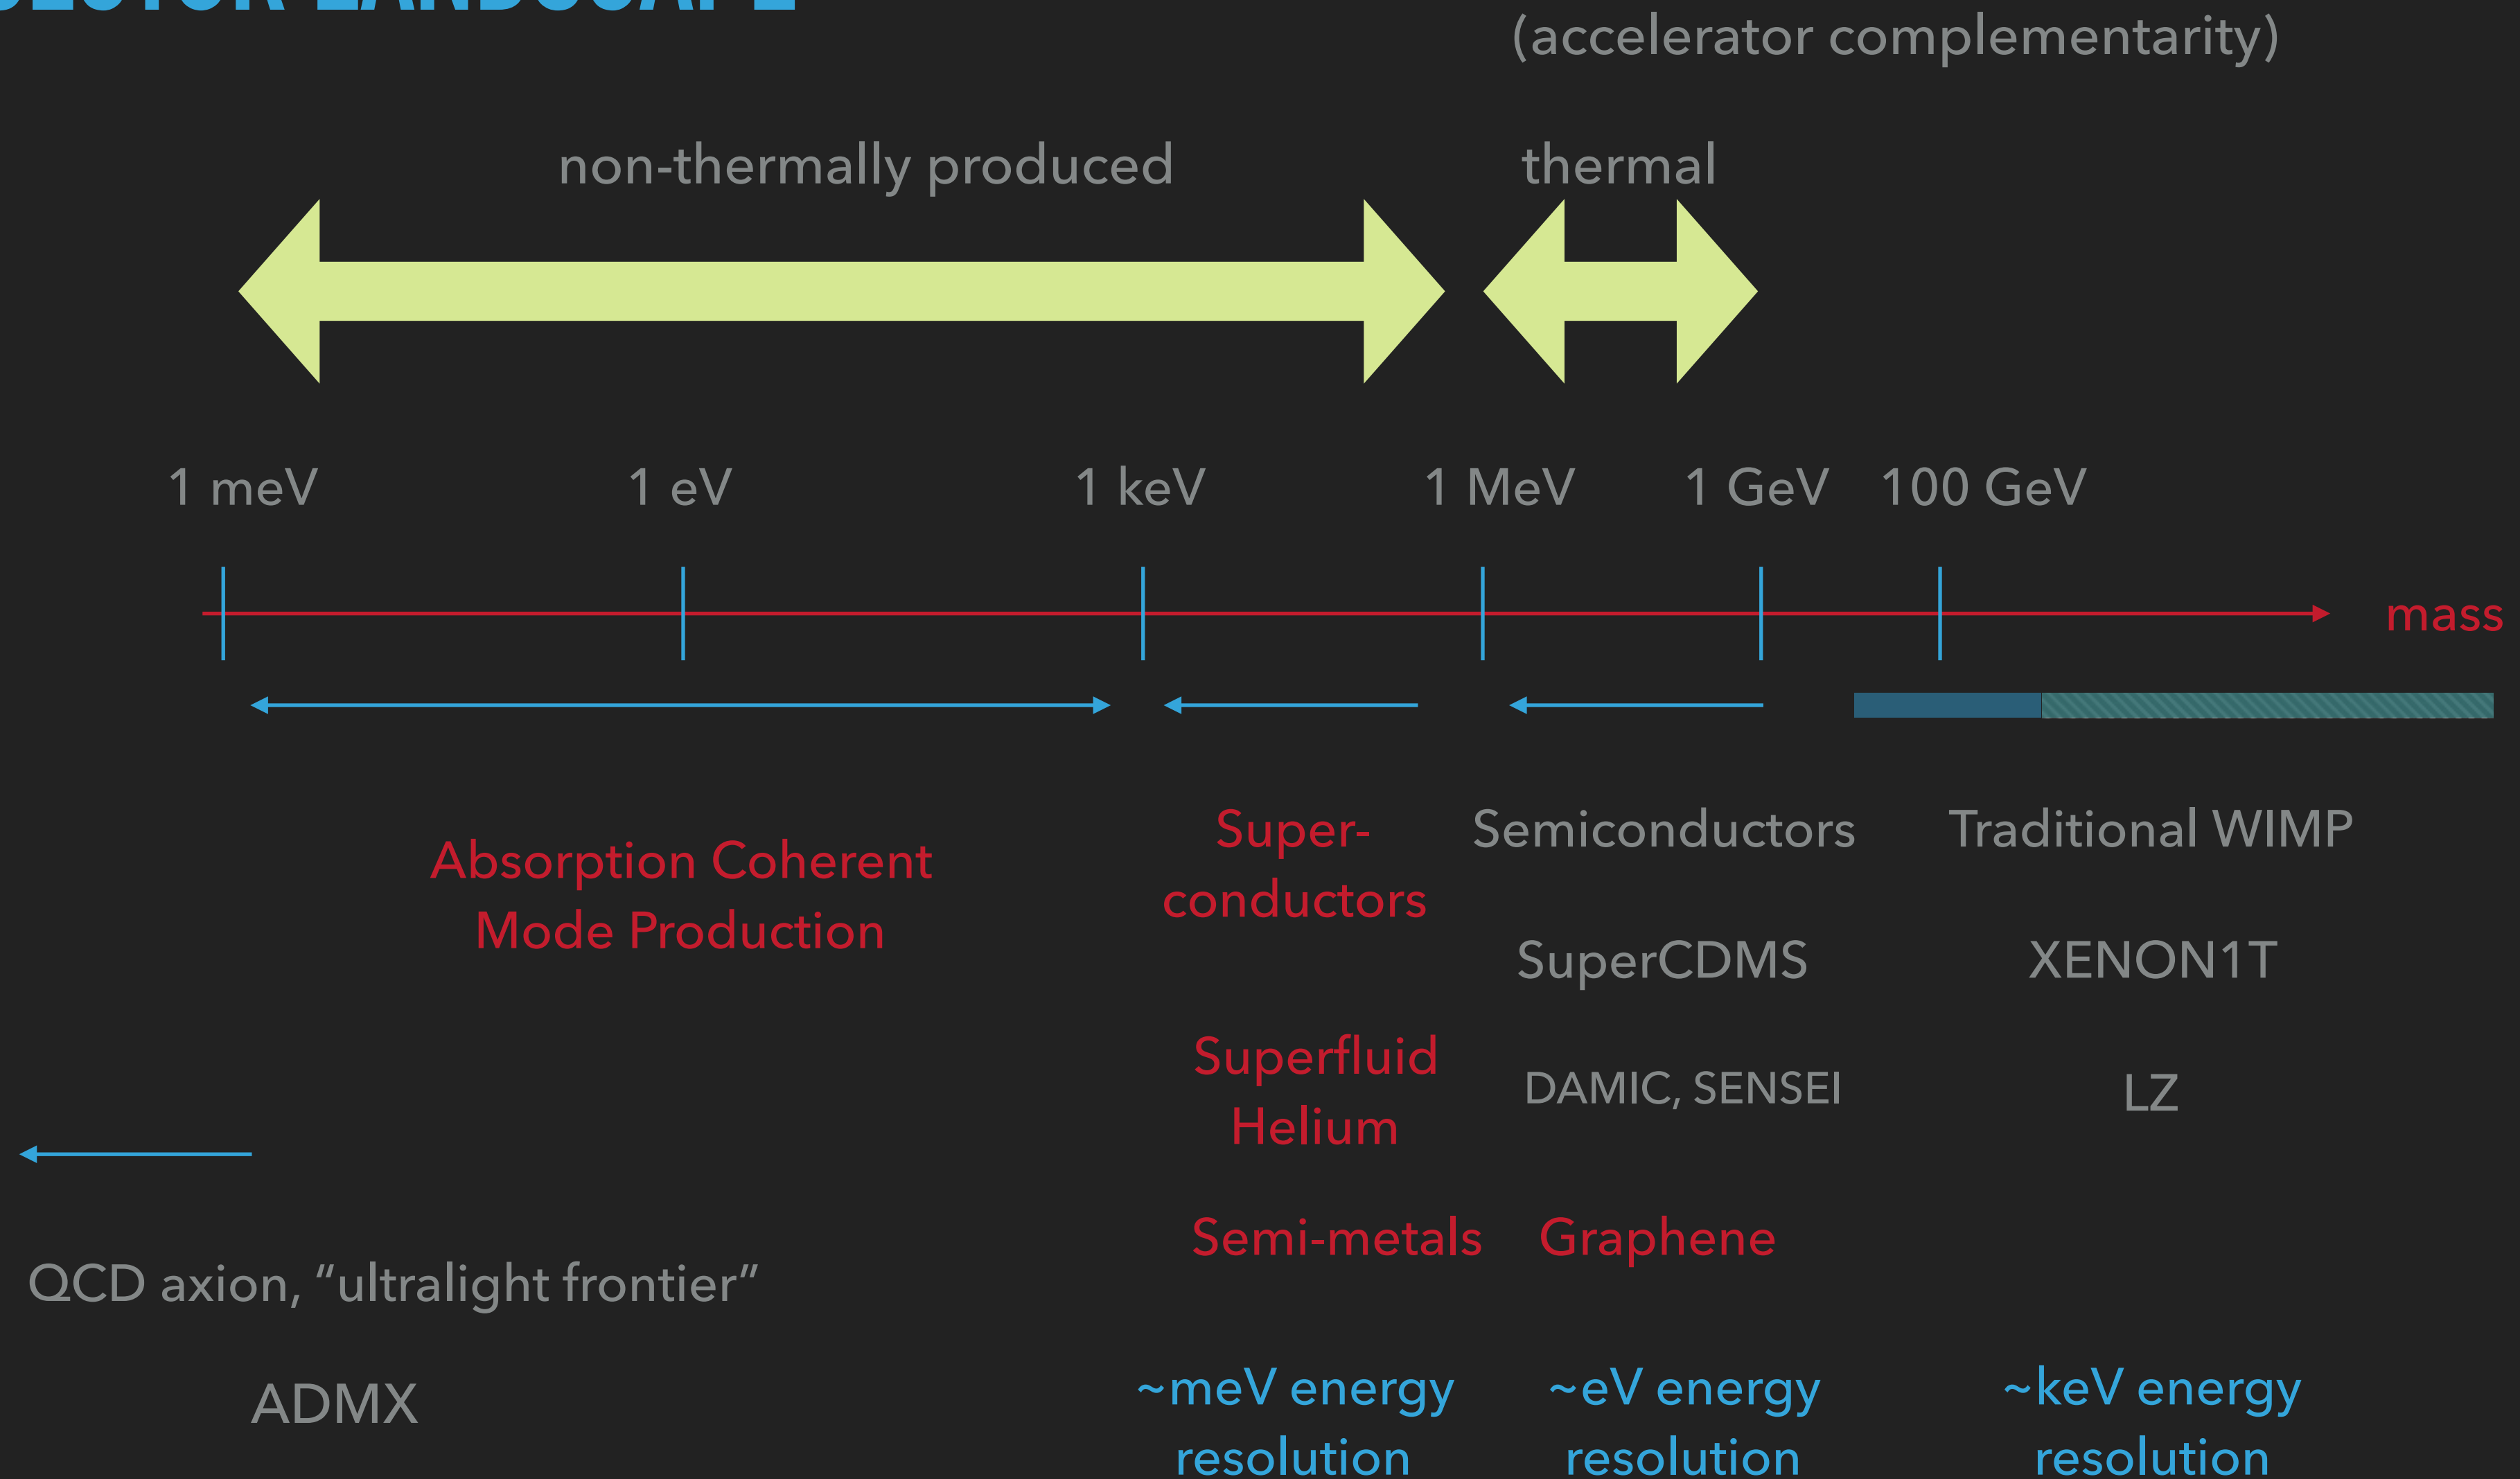 (accelerator complementarity)
non-thermally produced
thermal
1 meV
1 eV
1 keV
1 MeV
1 GeV
100 GeV
mass
Absorption Coherent
Mode Production
Super-
conductors
Semiconductors
Traditional WIMP
SuperCDMS
XENON1T
Superfluid
Helium
DAMIC, SENSEI
LZ
Semi-metals
Graphene
QCD axion, “ultralight frontier”
ADMX
~meV energy
resolution
~eV energy
resolution
~keV energy
resolution